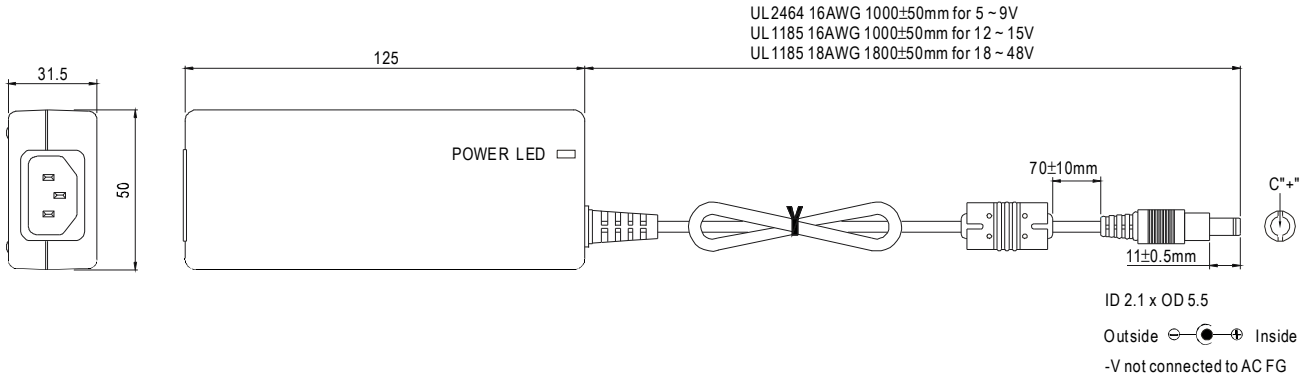 UL2464 16AWG 1000±50mm for 5 ~ 9V
UL1185 16AWG 1000±50mm for 12 ~ 15V
UL1185 18AWG 1800±50mm for 18 ~ 48V
125
31.5
50
POWER LED
70±10mm
C"+"
11±0.5mm
ID 2.1 x OD 5.5
Outside Inside
-V not connected to AC FG